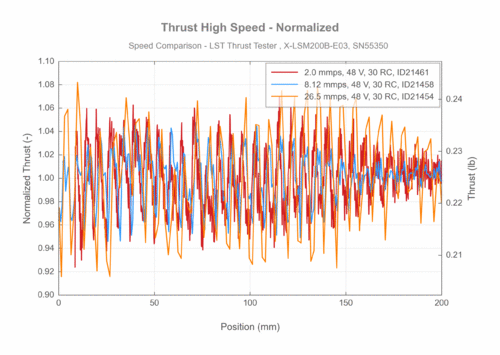 Thrust High Speed - Normalized
Speed Comparison - LST Thrust Tester , X-LSM200B-E03, SN55350
2.0 mmps, 48 V, 30 RC, ID21461
8.12 mmps, 48 V, 30 RC, ID21458
26.5 mmps, 48 V, 30 RC, ID21454
Normalized Thrust (-)
1.10
1.08
1.06
1.04
1.02
1.00
0.98
0.96
0.94
0.92
0.90
0.24
0.23
0.22
0.21
Thrust (lb)
0
50
100
150
200
Position (mm)